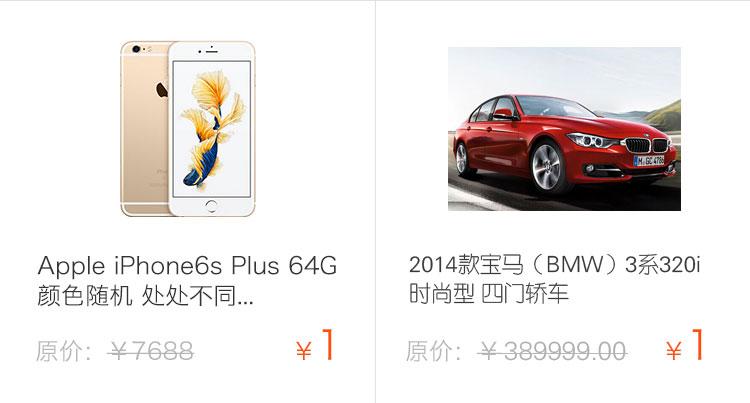 Apple iPhone6s Plus 64G
颜色随机 处处不同...
原价：￥7688
￥1
2014款宝马（BMW）3系320i
时尚型 四门轿车
原价：￥389999.00
￥1